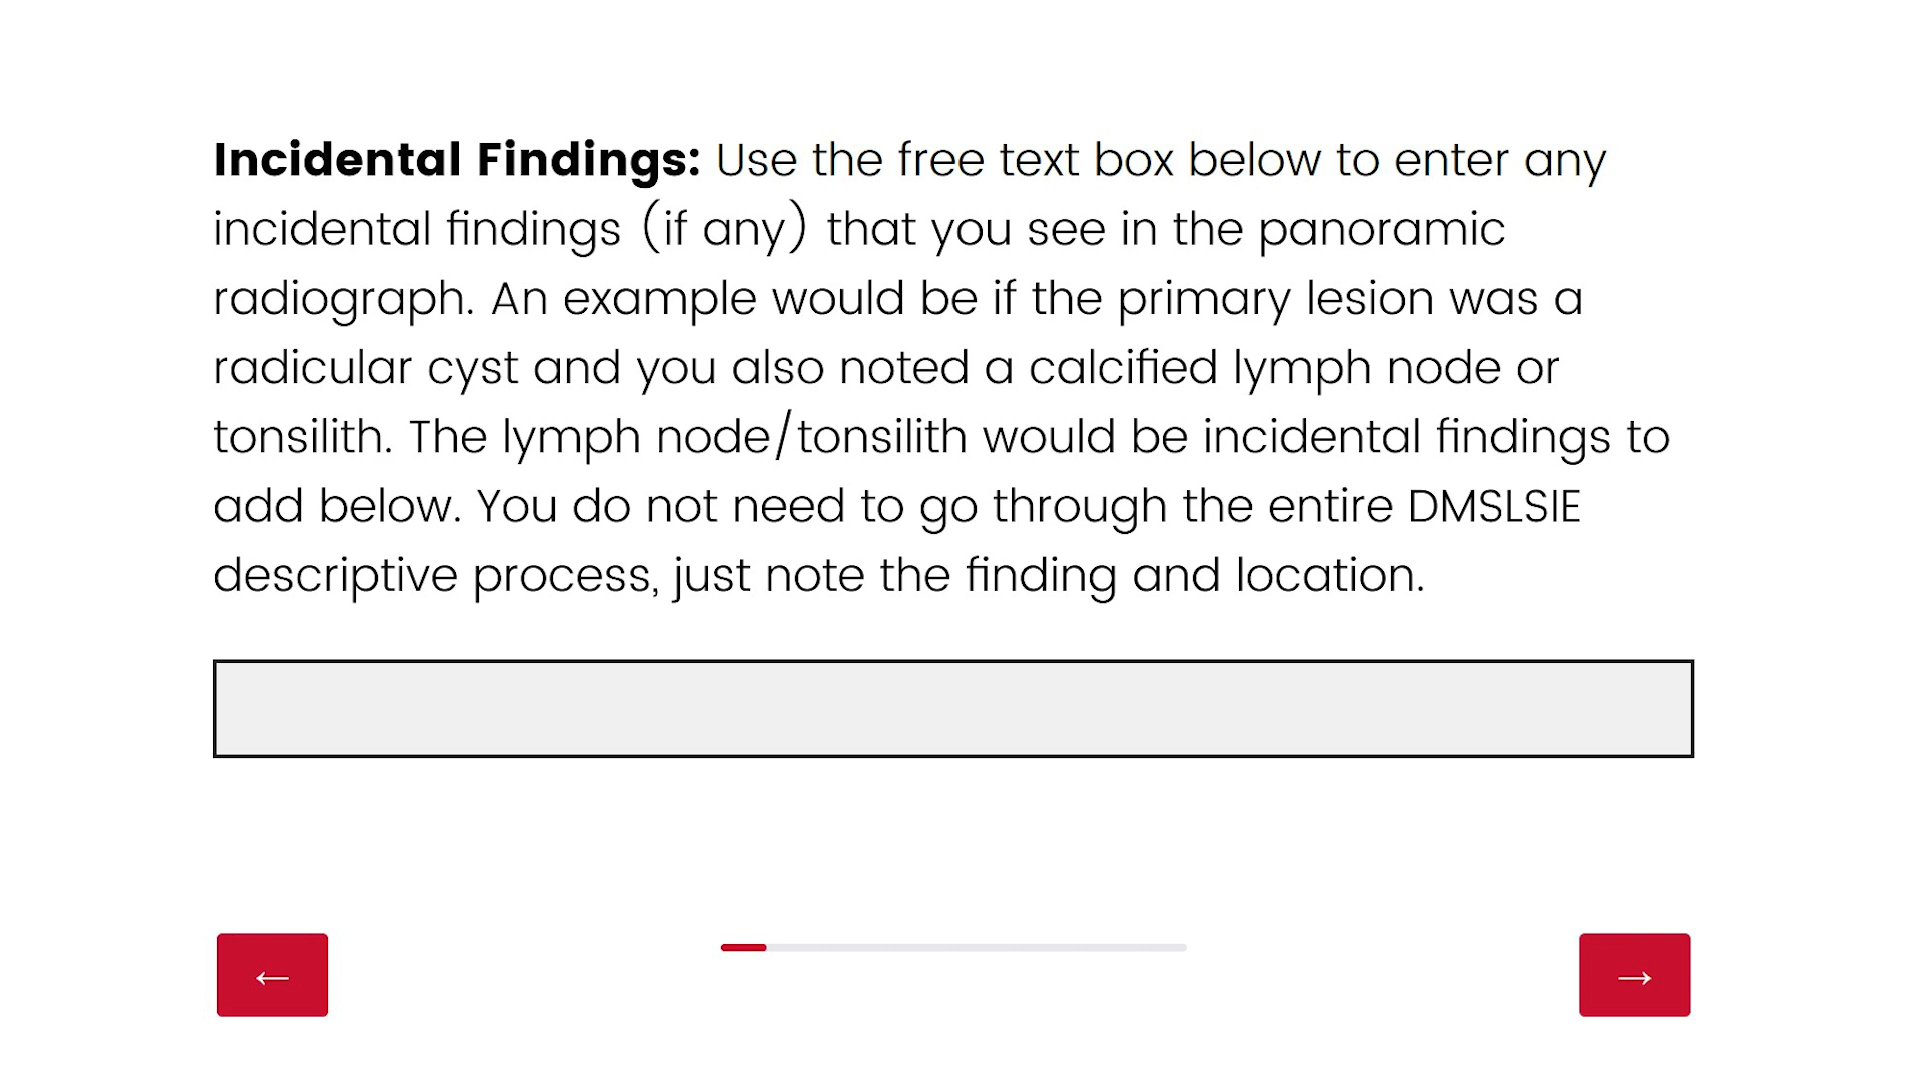 Incidental Findings: Use the free text box below to enter any
incidental findings (if any) that you see in the panoramic
radiograph. An example would be if the primary lesion was a
radicular cyst and you also noted a calcified lymph node or
tonsilith. The lymph node/tonsilith would be incidental findings to
add below. You do not need to go through the entire DMSLSIE
descriptive process, just note the finding and location.
← →